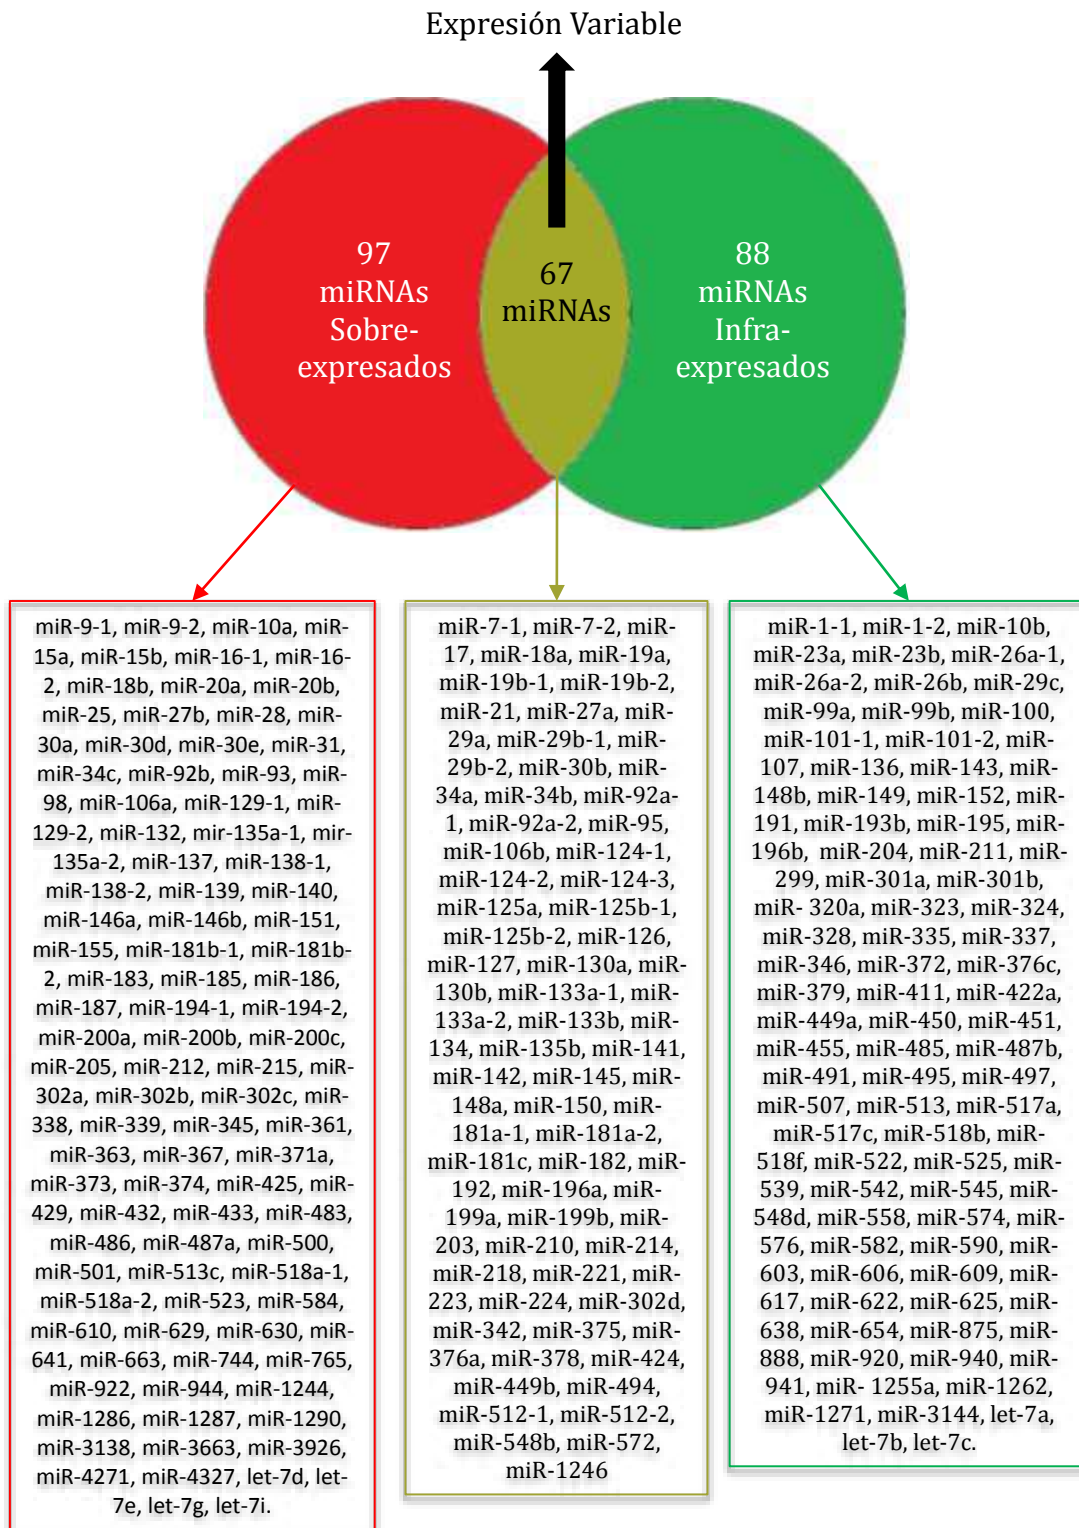 Expresión Variable
97
miRNAs
Sobre-
expresados
67
miRNAs
88
miRNAs
Infra-
expresados
miR-9-1, miR-9-2, miR-10a, miR-
15a, miR-15b, miR-16-1, miR-16-
2, miR-18b, miR-20a, miR-20b,
miR-25, miR-27b, miR-28, miR-
30a, miR-30d, miR-30e, miR-31,
miR-34c, miR-92b, miR-93, miR-
98, miR-106a, miR-129-1, miR-
129-2, miR-132, mir-135a-1, mir-
135a-2, miR-137, miR-138-1,
miR-138-2, miR-139, miR-140,
miR-146a, miR-146b, miR-151,
miR-155, miR-181b-1, miR-181b-
2, miR-183, miR-185, miR-186,
miR-187, miR-194-1, miR-194-2,
miR-200a, miR-200b, miR-200c,
miR-205, miR-212, miR-215, miR-
302a, miR-302b, miR-302c, miR-
338, miR-339, miR-345, miR-361,
miR-363, miR-367, miR-371a,
miR-373, miR-374, miR-425, miR-
429, miR-432, miR-433, miR-483,
miR-486, miR-487a, miR-500,
miR-501, miR-513c, miR-518a-1,
miR-518a-2, miR-523, miR-584,
miR-610, miR-629, miR-630, miR-
641, miR-663, miR-744, miR-765,
miR-922, miR-944, miR-1244,
miR-1286, miR-1287, miR-1290,
miR-3138, miR-3663, miR-3926,
miR-4271, miR-4327, let-7d, let-
7e, let-7g, let-7i.
miR-7-1, miR-7-2, miR-
17, miR-18a, miR-19a,
miR-19b-1, miR-19b-2,
miR-21, miR-27a, miR-
29a, miR-29b-1, miR-
29b-2, miR-30b, miR-
34a, miR-34b, miR-92a-
1, miR-92a-2, miR-95,
miR-106b, miR-124-1,
miR-124-2, miR-124-3,
miR-125a, miR-125b-1,
miR-125b-2, miR-126,
miR-127, miR-130a, miR-
130b, miR-133a-1, miR-
133a-2, miR-133b, miR-
134, miR-135b, miR-141,
miR-142, miR-145, miR-
148a, miR-150, miR-
181a-1, miR-181a-2,
miR-181c, miR-182, miR-
192, miR-196a, miR-
199a, miR-199b, miR-
203, miR-210, miR-214,
miR-218, miR-221, miR-
223, miR-224, miR-302d,
miR-342, miR-375, miR-
376a, miR-378, miR-424,
miR-449b, miR-494,
miR-512-1, miR-512-2,
miR-548b, miR-572,
miR-1246
miR-1-1, miR-1-2, miR-10b,
miR-23a, miR-23b, miR-26a-1,
miR-26a-2, miR-26b, miR-29c,
miR-99a, miR-99b, miR-100,
miR-101-1, miR-101-2, miR-
107, miR-136, miR-143, miR-
148b, miR-149, miR-152, miR-
191, miR-193b, miR-195, miR-
196b,  miR-204, miR-211, miR-
299, miR-301a, miR-301b,
miR- 320a, miR-323, miR-324,
miR-328, miR-335, miR-337,
miR-346, miR-372, miR-376c,
miR-379, miR-411, miR-422a,
miR-449a, miR-450, miR-451,
miR-455, miR-485, miR-487b,
miR-491, miR-495, miR-497,
miR-507, miR-513, miR-517a,
miR-517c, miR-518b, miR-
518f, miR-522, miR-525, miR-
539, miR-542, miR-545, miR-
548d, miR-558, miR-574, miR-
576, miR-582, miR-590, miR-
603, miR-606, miR-609, miR-
617, miR-622, miR-625, miR-
638, miR-654, miR-875, miR-
888, miR-920, miR-940, miR-
941, miR- 1255a, miR-1262,
miR-1271, miR-3144, let-7a,
let-7b, let-7c.